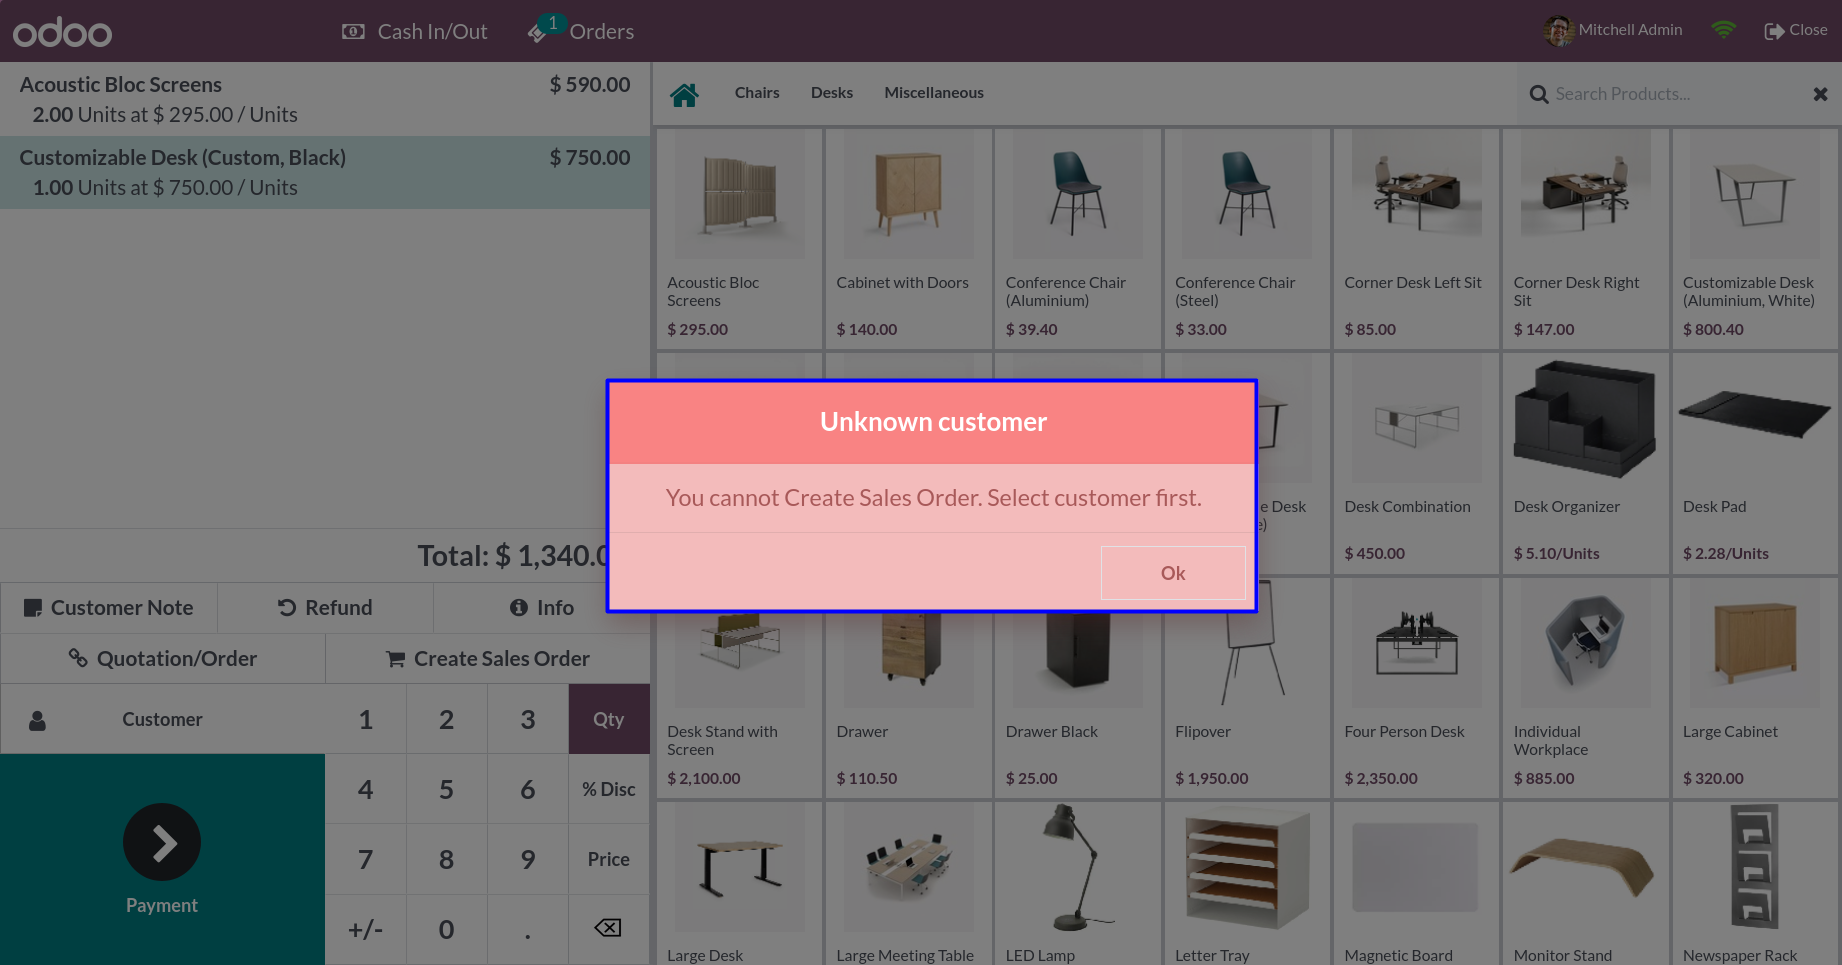 odoo
Cash In/Out
1
Orders
Mitchell Admin
Close
Acoustic Bloc Screens
$ 590.00
2.00 Units at $ 295.00 / Units
Customizable Desk (Custom, Black)
$ 750.00
1.00 Units at $ 750.00 / Units
Chairs
Desks
Miscellaneous
Search Products...
Acoustic Bloc
Screens
$ 295.00
Cabinet with Doors
$ 140.00
Conference Chair
(Aluminium)
$ 39.40
Conference Chair
(Steel)
$ 33.00
Corner Desk Left Sit
$ 85.00
Corner Desk Right
Sit
$ 147.00
Customizable Desk
(Aluminium, White)
$ 800.40
Unknown customer
You cannot Create Sales Order. Select customer first.
Ok
e Desk
e)
Desk Combination
$ 450.00
Desk Organizer
$ 5.10/Units
Desk Pad
$ 2.28/Units
Total: $ 1,340.0
Customer Note
Refund
Info
Quotation/Order
Create Sales Order
Customer
1
2
3
Qty
4
5
6
% Disc
7
8
9
Price
+/-
0
.
Payment
Desk Stand with
Screen
$ 2,100.00
Drawer
$ 110.50
Drawer Black
$ 25.00
Flipover
$ 1,950.00
Four Person Desk
$ 2,350.00
Individual
Workplace
$ 885.00
Large Cabinet
$ 320.00
Large Desk
Large Meeting Table
LED Lamp
Letter Tray
Magnetic Board
Monitor Stand
Newspaper Rack